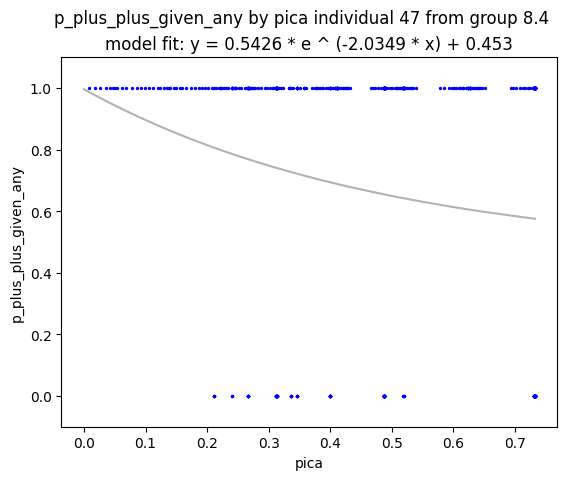 p_plus_plus_given_any by pica individual 47 from group 8.4
model fit: y = 0.5426 * e ^ (-2.0349 * x) + 0.453
1.0
0.8
0.6
0.4
0.2
0.0
p_plus_plus_given_any
0.0 0.1 0.2 0.3 0.4 0.5 0.6 0.7
pica